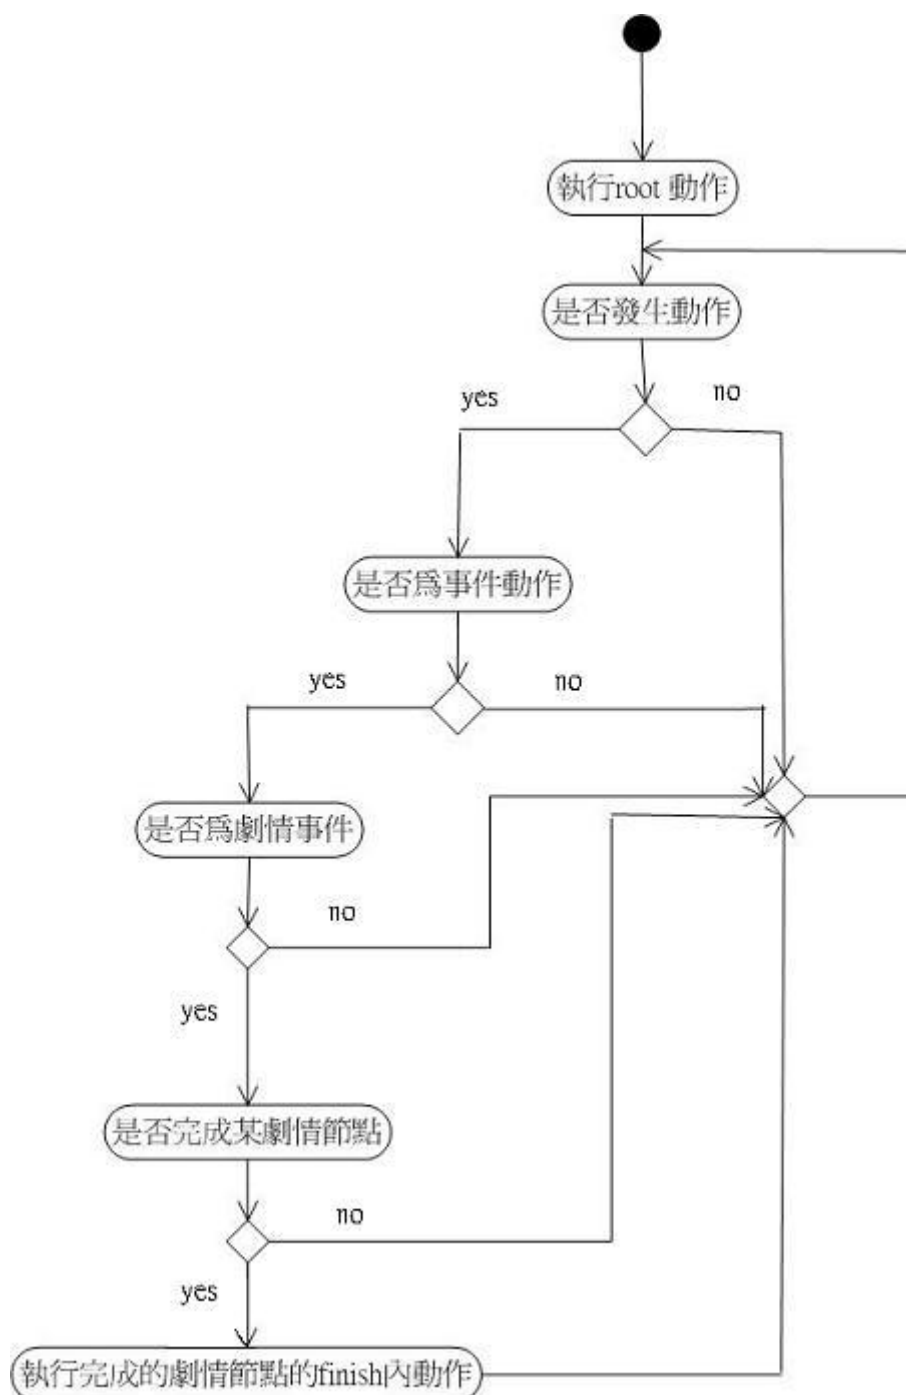 執行root 動作
是否發生動作
yes
no
是否爲事件動作
yes
no
是否爲劇情事件
no
yes
是否完成某劇情節點
no
yes
執行完成的劇情節點的finish內動作